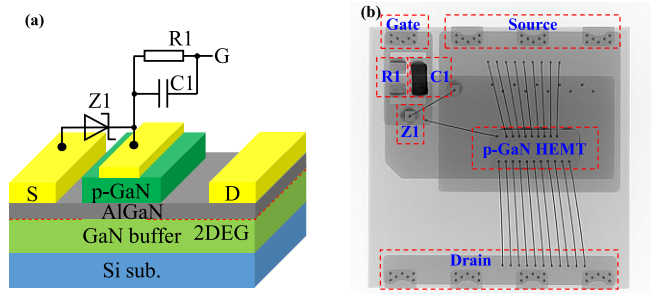 (a)
R1
G
C1
Z1
S
p-GaN
D
AlGaN
GaN buffer
2DEG
Si sub.
(b)
Gate
Source
R1
C1
Z1
p-GaN HEMT
Drain